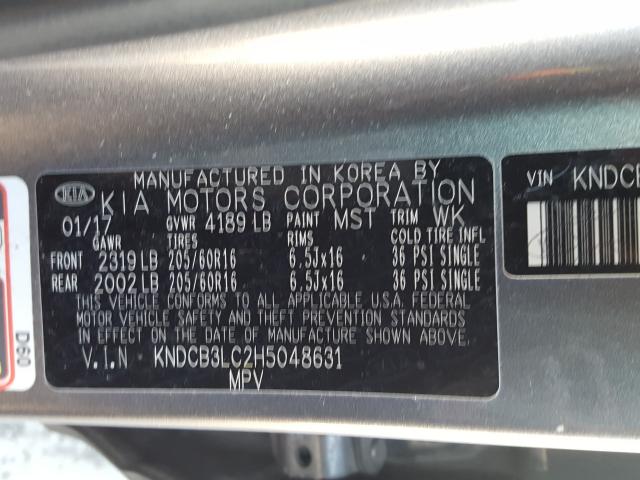 MANUFACTURED IN KOREA BY
KIA KIA MOTORS CORPORATION
01/17 GVWR 4189 LB PAINT MST TRIM WK
GAWR TIRES RIMS COLD TIRE INFL
FRONT 2319 LB 205/60R16 6.5Jx16 36 PSI SINGLE
REAR 2002 LB 205/60R16 6.5Jx16 36 PSI SINGLE
THIS VEHICLE CONFORMS TO ALL APPLICABLE U.S.A. FEDERAL
MOTOR VEHICLE SAFETY AND THEFT PREVENTION STANDARDS
IN EFFECT ON THE DATE OF MANUFACTURE SHOWN ABOVE.
V.I.N KNDCB3LC2H5048631
MPV
VIN KNDCB
D60